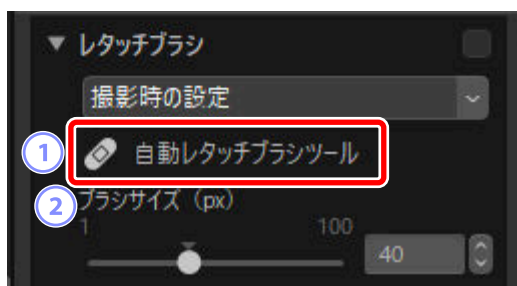 レタッチブラシ
撮影時の設定
1 自動レタッチブラシツール
2 ブラシサイズ（px）
1 100
40